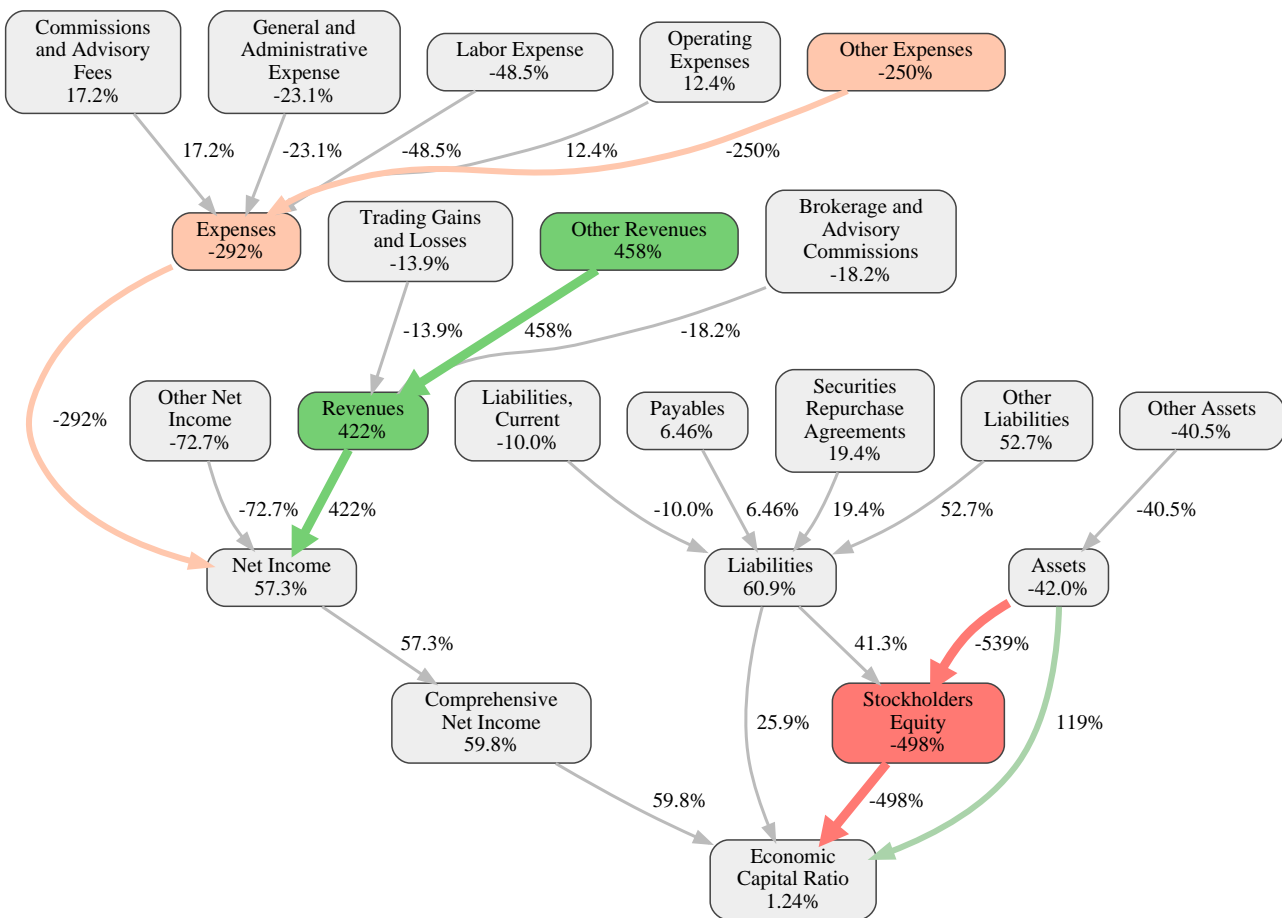 Commissions
and Advisory
Fees
17.2%
General and
Administrative
Expense
-23.1%
Labor Expense
-48.5%
Operating
Expenses
12.4%
Other Expenses
-250%
17.2%
-23.1%
-48.5%
12.4%
-250%
Expenses
-292%
Trading Gains
and Losses
-13.9%
Other Revenues
458%
Brokerage and
Advisory
Commissions
-18.2%
-13.9%
458%
-18.2%
-292%
Other Net
Income
-72.7%
Revenues
422%
Liabilities,
Current
-10.0%
Payables
6.46%
Securities
Repurchase
Agreements
19.4%
Other
Liabilities
52.7%
Other Assets
-40.5%
-72.7%
422%
-10.0%
6.46%
19.4%
52.7%
-40.5%
Net Income
57.3%
Liabilities
60.9%
Assets
-42.0%
57.3%
41.3%
-539%
Comprehensive
Net Income
59.8%
25.9%
Stockholders
Equity
-498%
119%
59.8%
-498%
Economic
Capital Ratio
1.24%